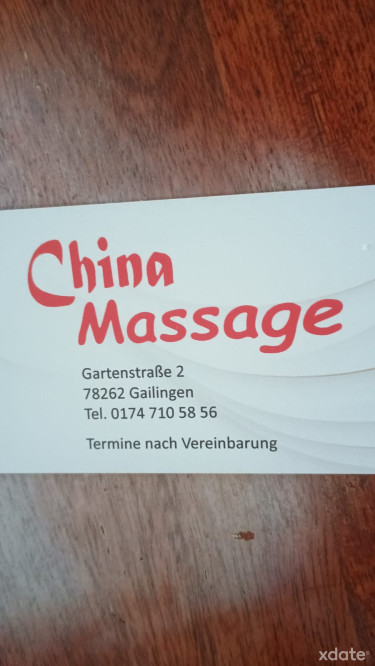 China
Massage
Gartenstraße 2
78262 Gailingen
Tel. 0174 710 58 56
Termine nach Vereinbarung
xdate